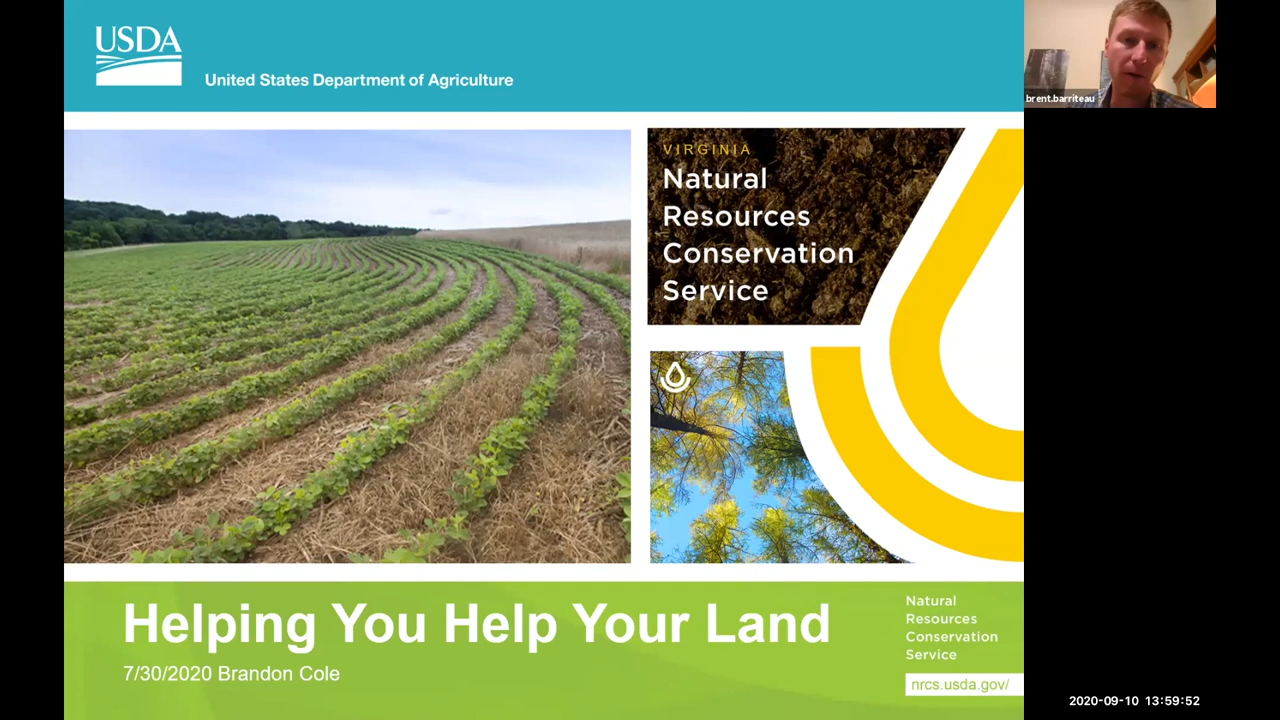 USDA
United States Department of Agriculture
brent.barriteau
VIRGINIA
Natural
Resources
Conservation
Service
Helping You Help Your Land
7/30/2020 Brandon Cole
Natural
Resources
Conservation
Service
nrcs.usda.gov/
2020-09-10 13:59:52